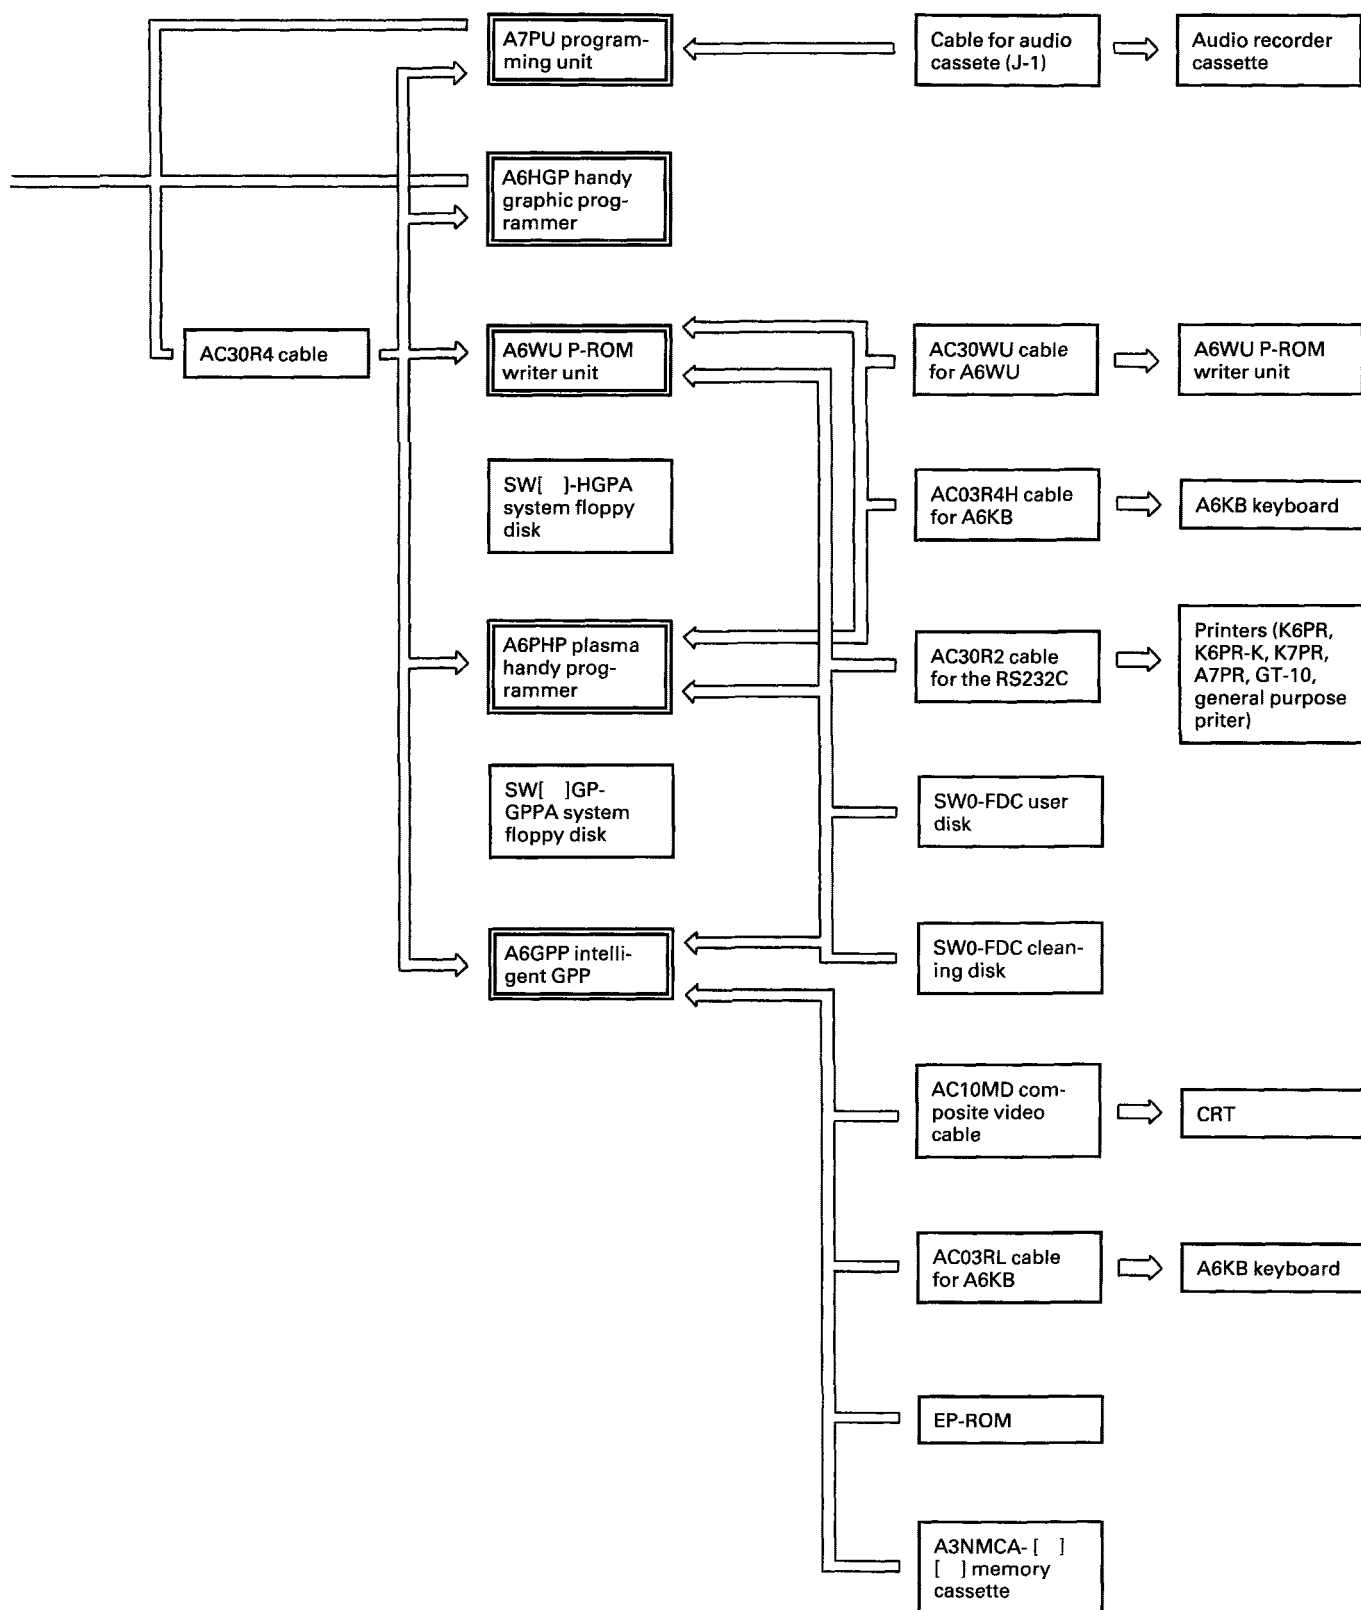 A7PU program-
ming unit
Cable for audio
cassete (J-1)
Audio recorder
cassette
A6HGP handy
graphic prog-
rammer
AC30R4 cable
A6WU P-ROM
writer unit
AC30WU cable
for A6WU
A6WU P-ROM
writer unit
SW[ ]-HGPA
system floppy
disk
AC03R4H cable
for A6KB
A6KB keyboard
A6PHP plasma
handy prog-
rammer
AC30R2 cable
for the RS232C
Printers (K6PR,
K6PR-K, K7PR,
A7PR, GT-10,
general purpose
priter)
SW[ ]GP-
GPPA system
floppy disk
SW0-FDC user
disk
A6GPP intelli-
gent GPP
SW0-FDC clean-
ing disk
AC10MD com-
posite video
cable
CRT
AC03RL cable
for A6KB
A6KB keyboard
EP-ROM
A3NMCA- [ ]
[ ] memory
cassette